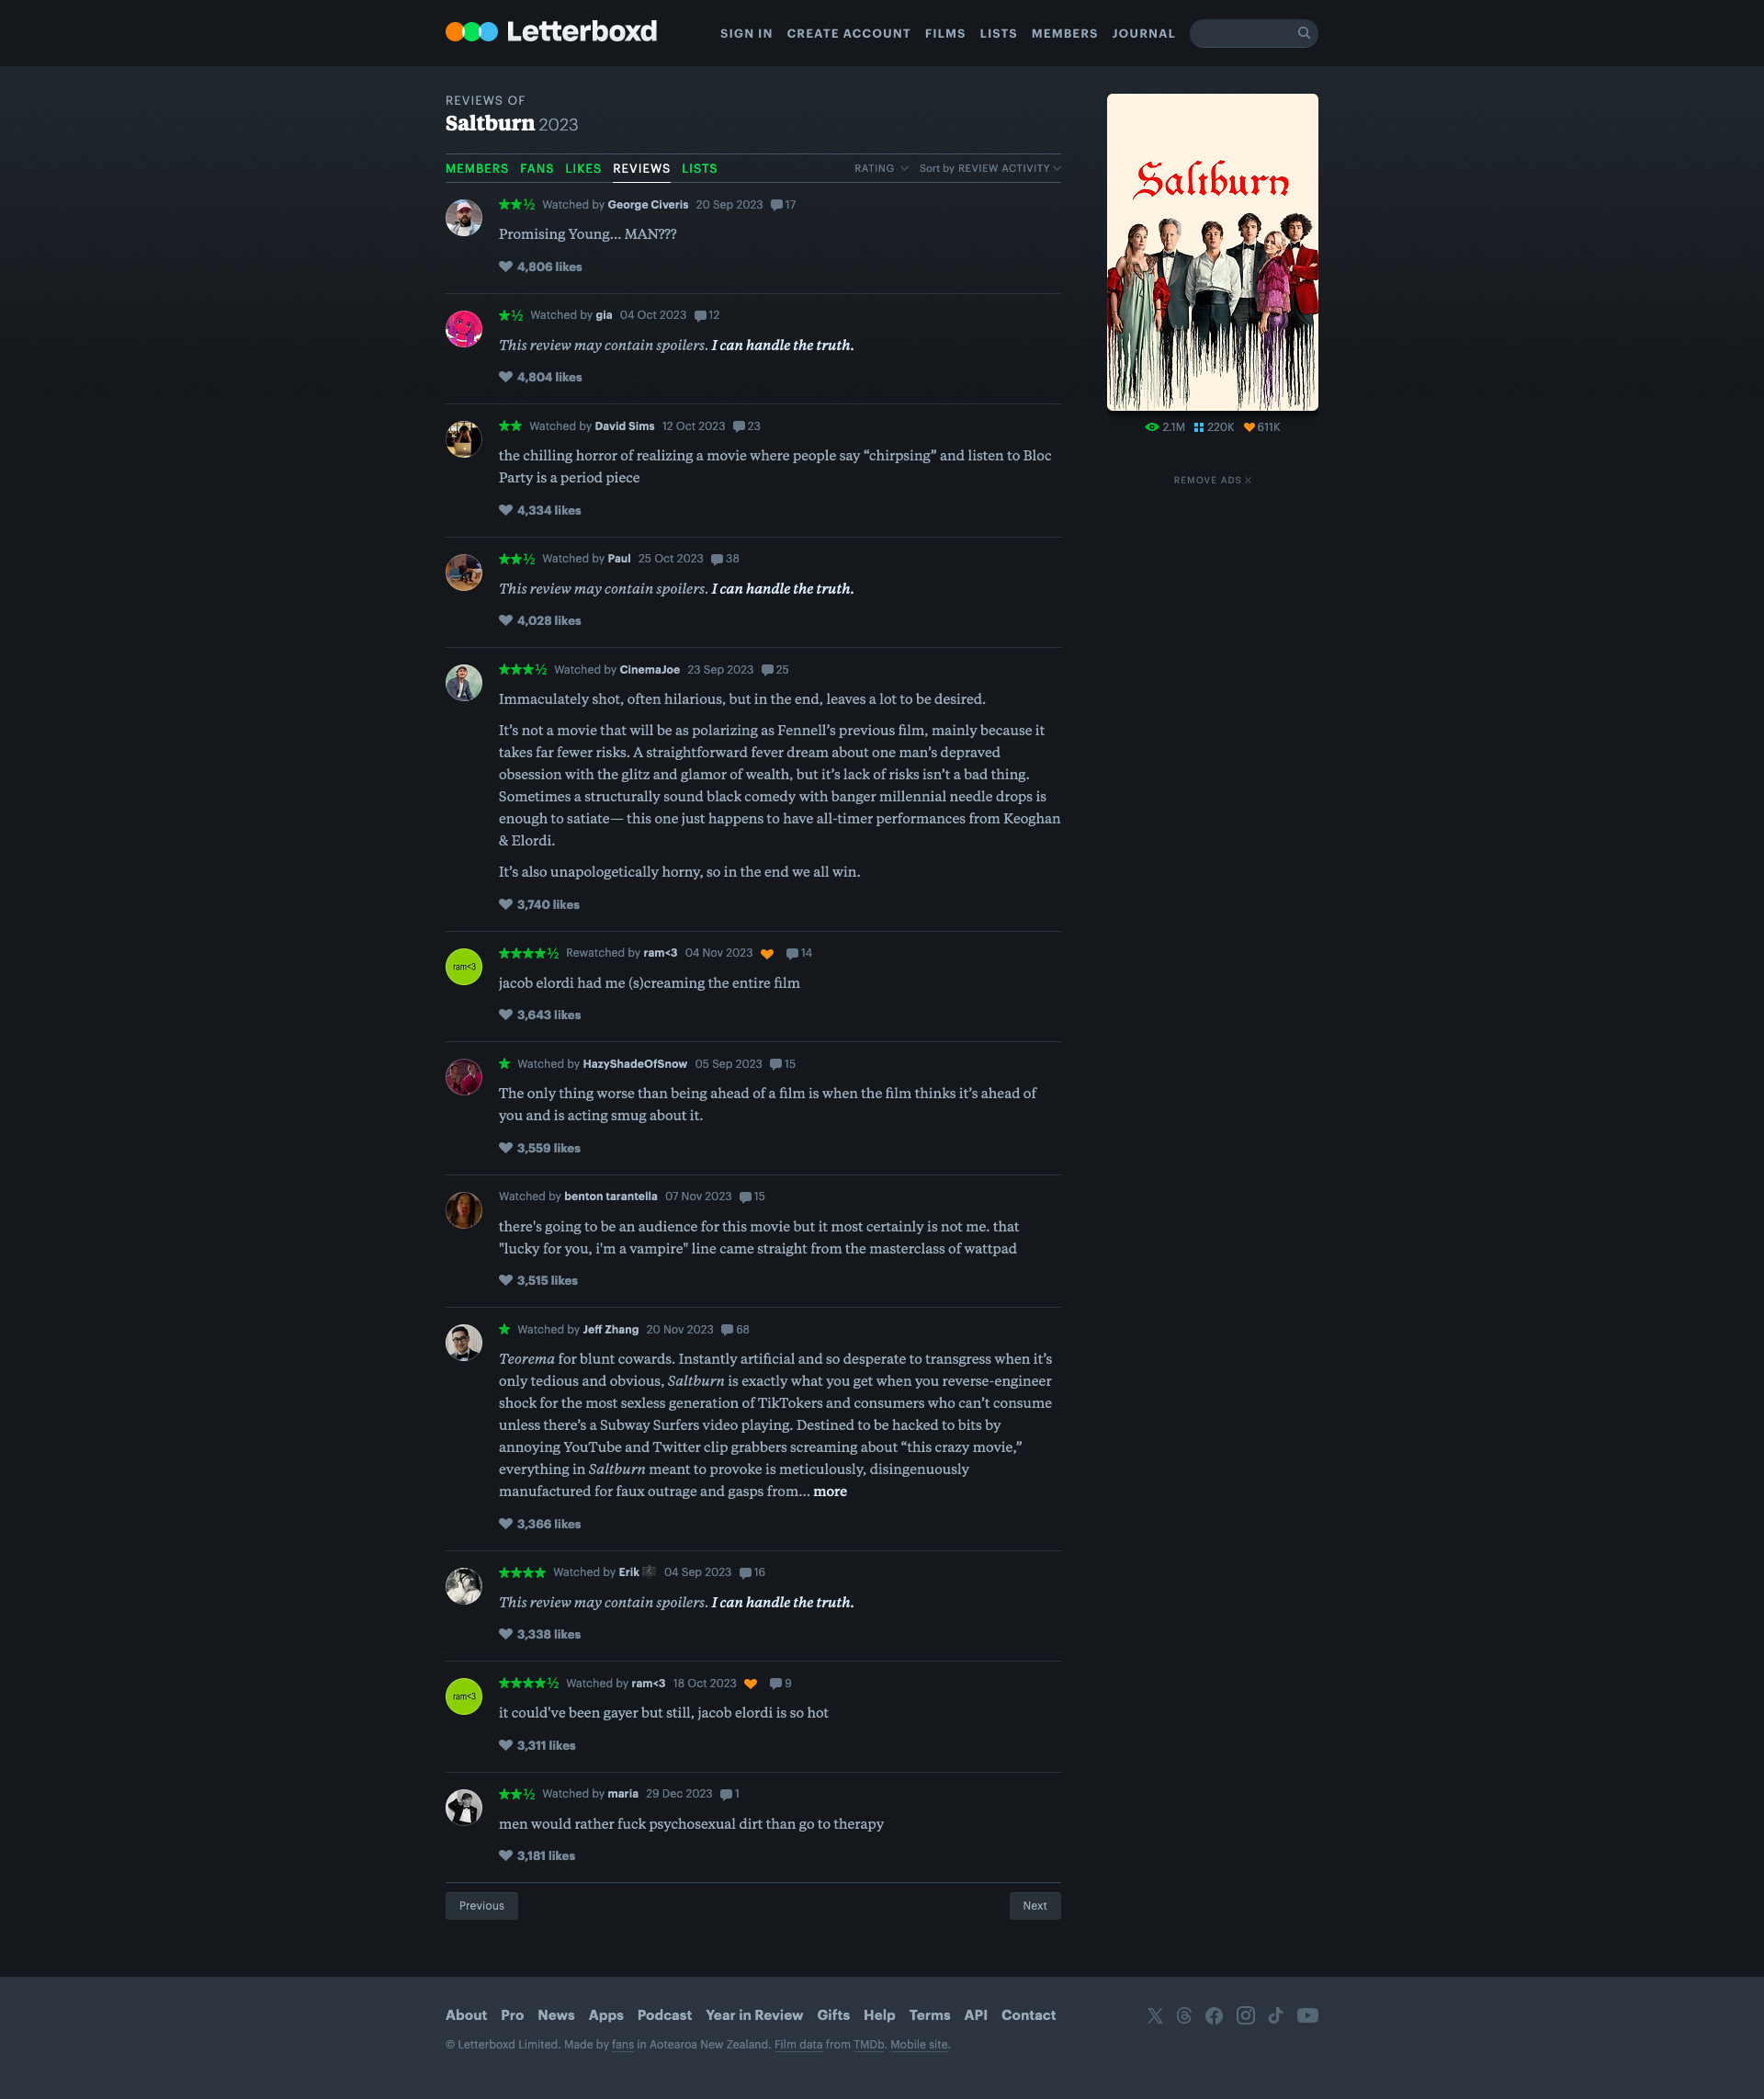 Letterboxd
SIGN IN CREATE ACCOUNT FILMS LISTS MEMBERS JOURNAL
REVIEWS OF
Saltburn 2023
MEMBERS FANS LIKES REVIEWS LISTS RATING Sort by REVIEW ACTIVITY
Saltburn
2.1M 220K 611K
REMOVE ADS
★★½ Watched by George Civeris 20 Sep 2023 17
Promising Young... MAN???
4,806 likes
★½ Watched by gia 04 Oct 2023 12
This review may contain spoilers. I can handle the truth.
4,804 likes
★★ Watched by David Sims 12 Oct 2023 23
the chilling horror of realizing a movie where people say “chirpsing” and listen to Bloc
Party is a period piece
4,334 likes
★★½ Watched by Paul 25 Oct 2023 38
This review may contain spoilers. I can handle the truth.
4,028 likes
★★★½ Watched by CinemaJoe 23 Sep 2023 25
Immaculately shot, often hilarious, but in the end, leaves a lot to be desired.
It’s not a movie that will be as polarizing as Fennell’s previous film, mainly because it
takes far fewer risks. A straightforward fever dream about one man’s depraved
obsession with the glitz and glamor of wealth, but it’s lack of risks isn’t a bad thing.
Sometimes a structurally sound black comedy with banger millennial needle drops is
enough to satiate— this one just happens to have all-timer performances from Keoghan
& Elordi.
It’s also unapologetically horny, so in the end we all win.
3,740 likes
ram<3
★★★★½ Rewatched by ram<3 04 Nov 2023 14
jacob elordi had me (s)creaming the entire film
3,643 likes
★ Watched by HazyShadeOfSnow 05 Sep 2023 15
The only thing worse than being ahead of a film is when the film thinks it’s ahead of
you and is acting smug about it.
3,559 likes
Watched by benton tarantella 07 Nov 2023 15
there's going to be an audience for this movie but it most certainly is not me. that
"lucky for you, i'm a vampire" line came straight from the masterclass of wattpad
3,515 likes
★ Watched by Jeff Zhang 20 Nov 2023 68
Teorema for blunt cowards. Instantly artificial and so desperate to transgress when it’s
only tedious and obvious, Saltburn is exactly what you get when you reverse-engineer
shock for the most sexless generation of TikTokers and consumers who can’t consume
unless there’s a Subway Surfers video playing. Destined to be hacked to bits by
annoying YouTube and Twitter clip grabbers screaming about “this crazy movie,”
everything in Saltburn meant to provoke is meticulously, disingenuously
manufactured for faux outrage and gasps from... more
3,366 likes
★★★★ Watched by Erik 04 Sep 2023 16
This review may contain spoilers. I can handle the truth.
3,338 likes
ram<3
★★★★½ Watched by ram<3 18 Oct 2023 9
it could've been gayer but still, jacob elordi is so hot
3,311 likes
★★½ Watched by maria 29 Dec 2023 1
men would rather fuck psychosexual dirt than go to therapy
3,181 likes
Previous Next
About Pro News Apps Podcast Year in Review Gifts Help Terms API Contact
© Letterboxd Limited. Made by fans in Aotearoa New Zealand. Film data from TMDb. Mobile site.